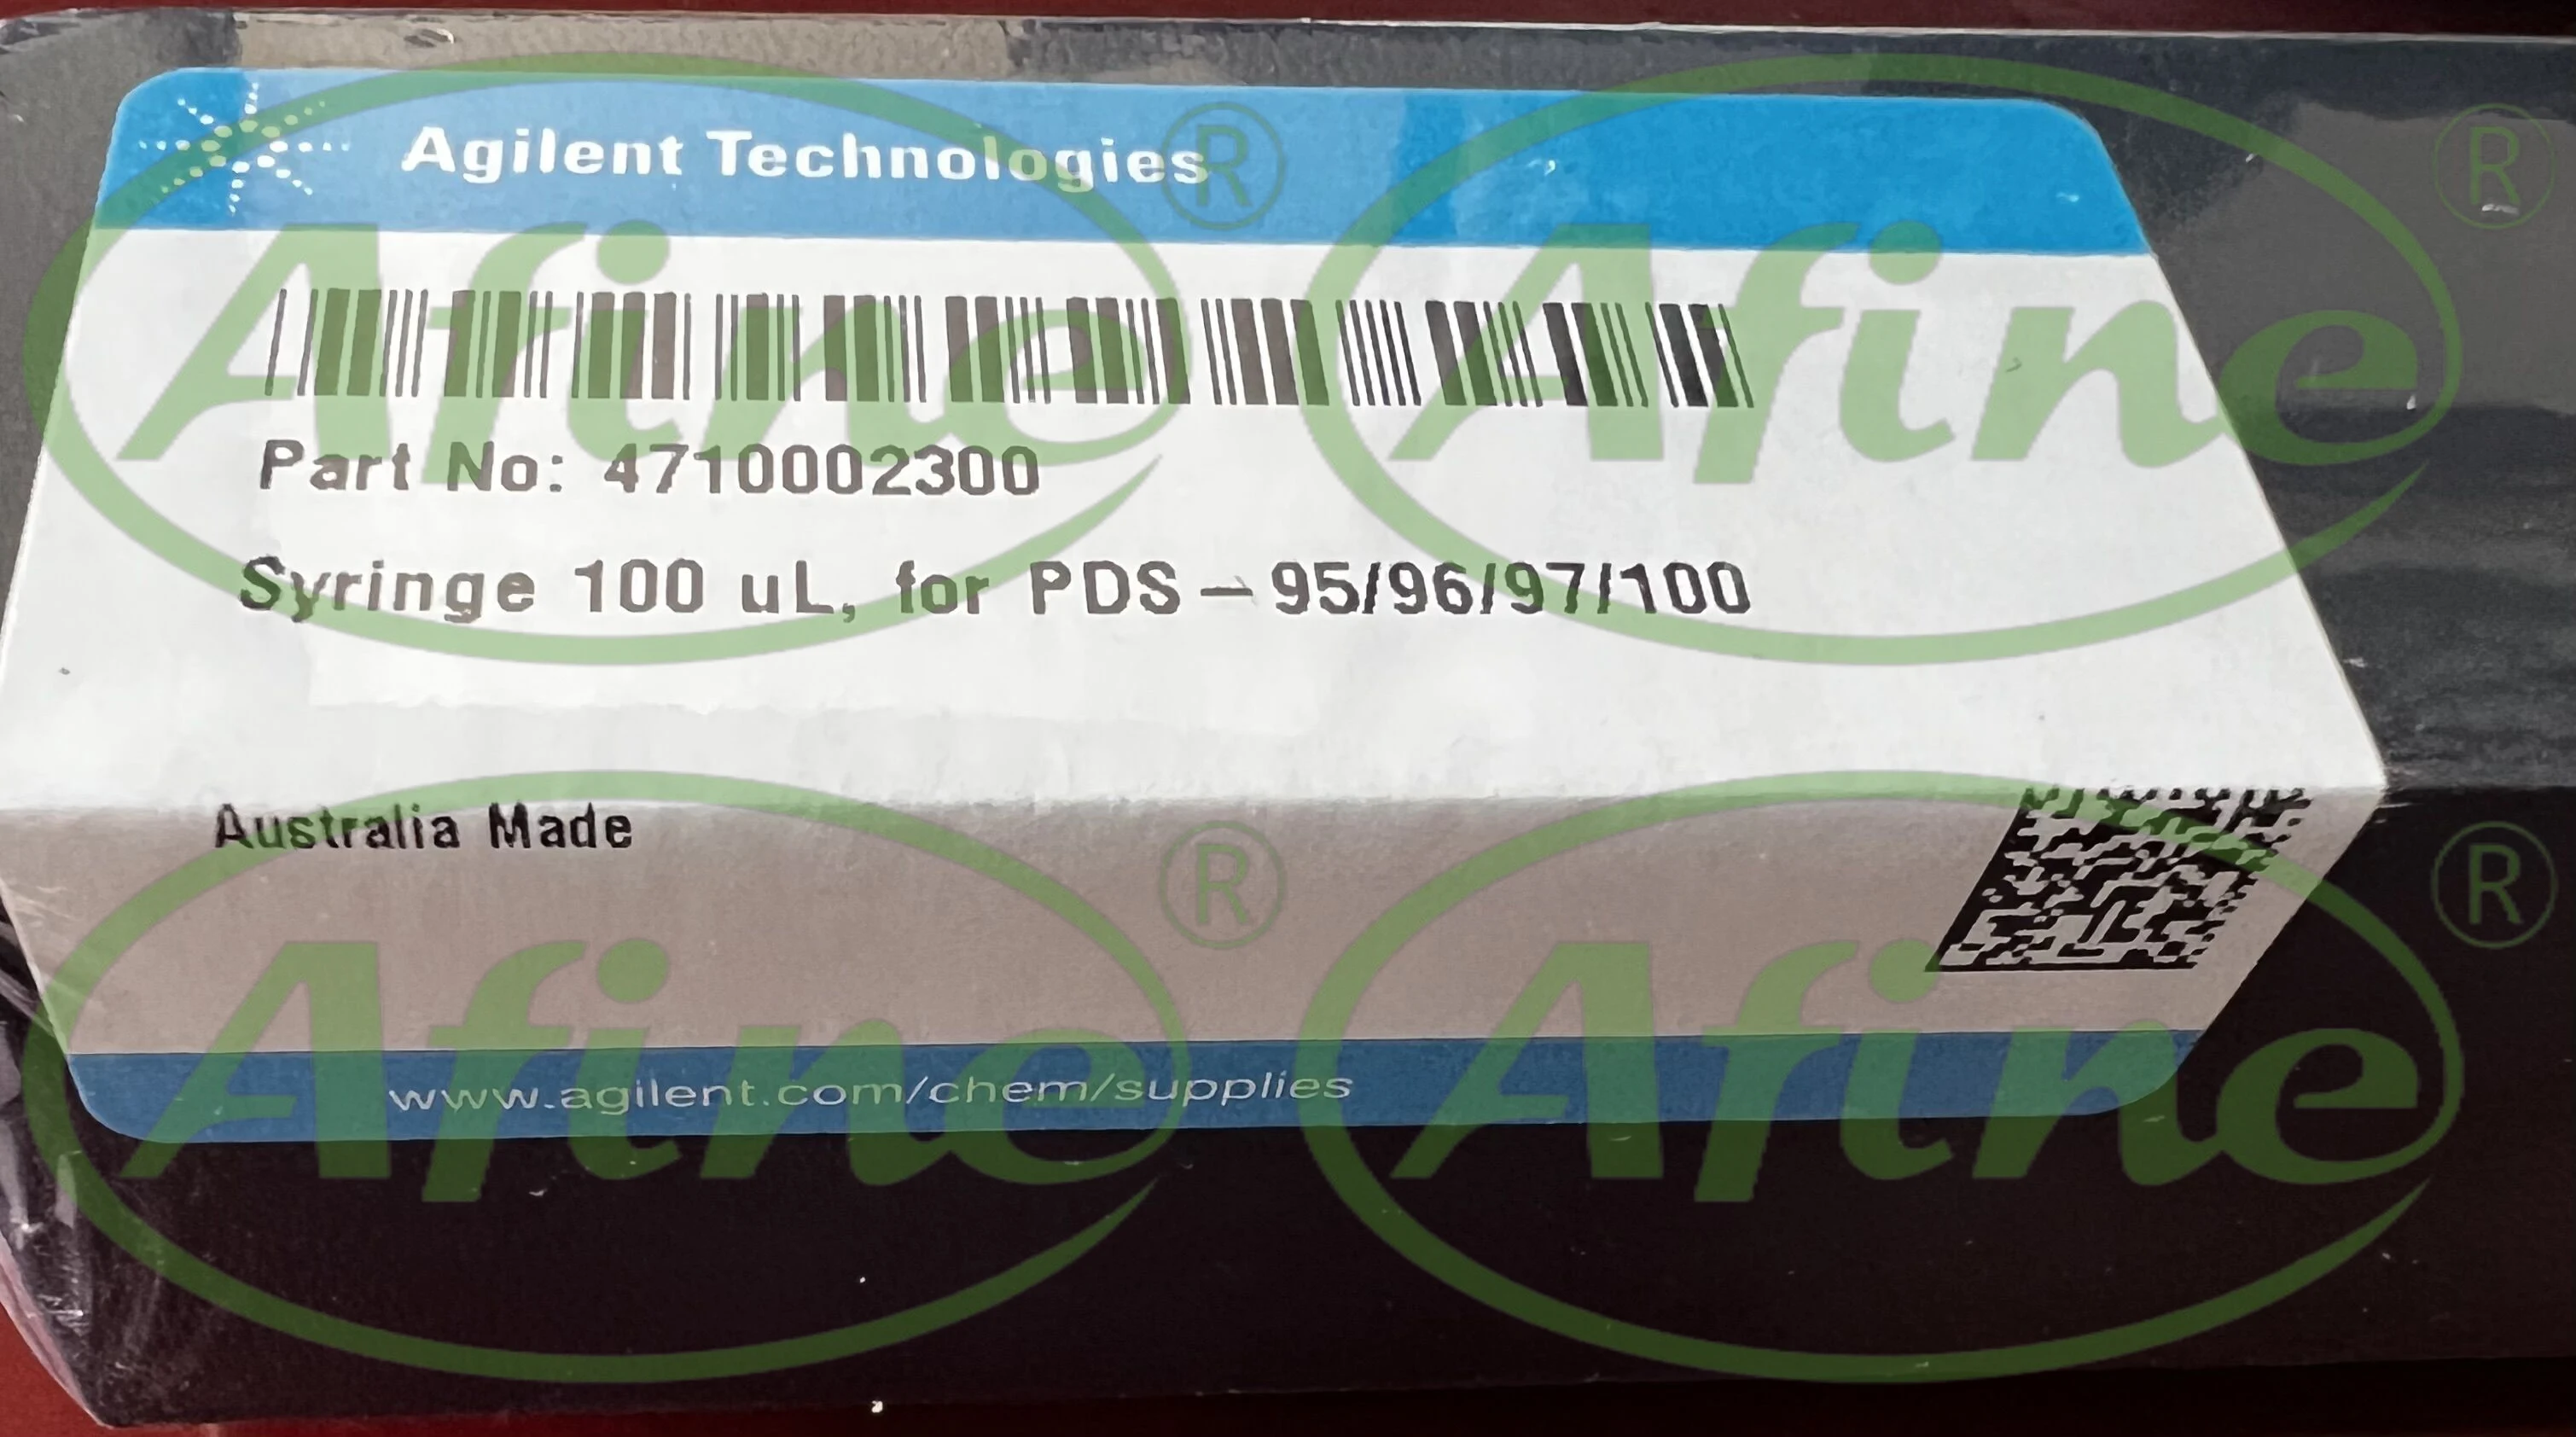 Agilent Technologies
Part No: 4710002300
Syringe 100 uL, for PDS-95/96/97/100
Australia Made
www.agilent.com/chem/supplies
Afine®
Afine®
Afine®
Afine®